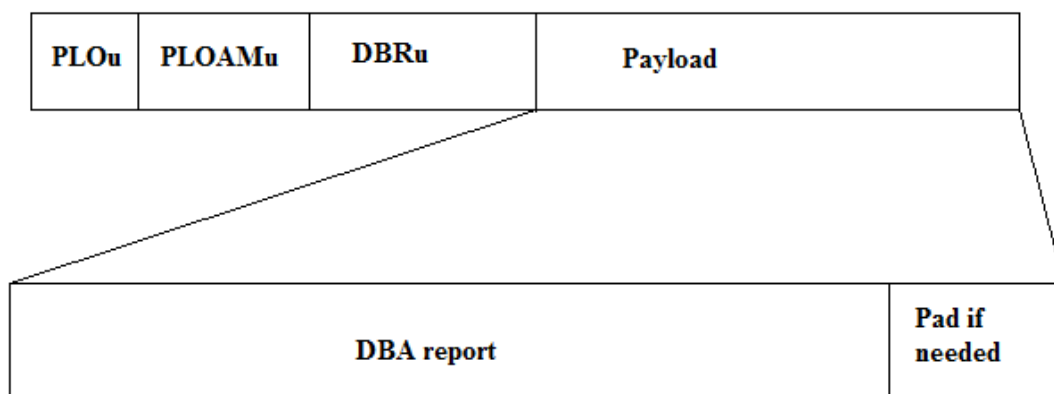 PLOu
PLOAMu
DBRu
Payload
DBA report
Pad if
needed